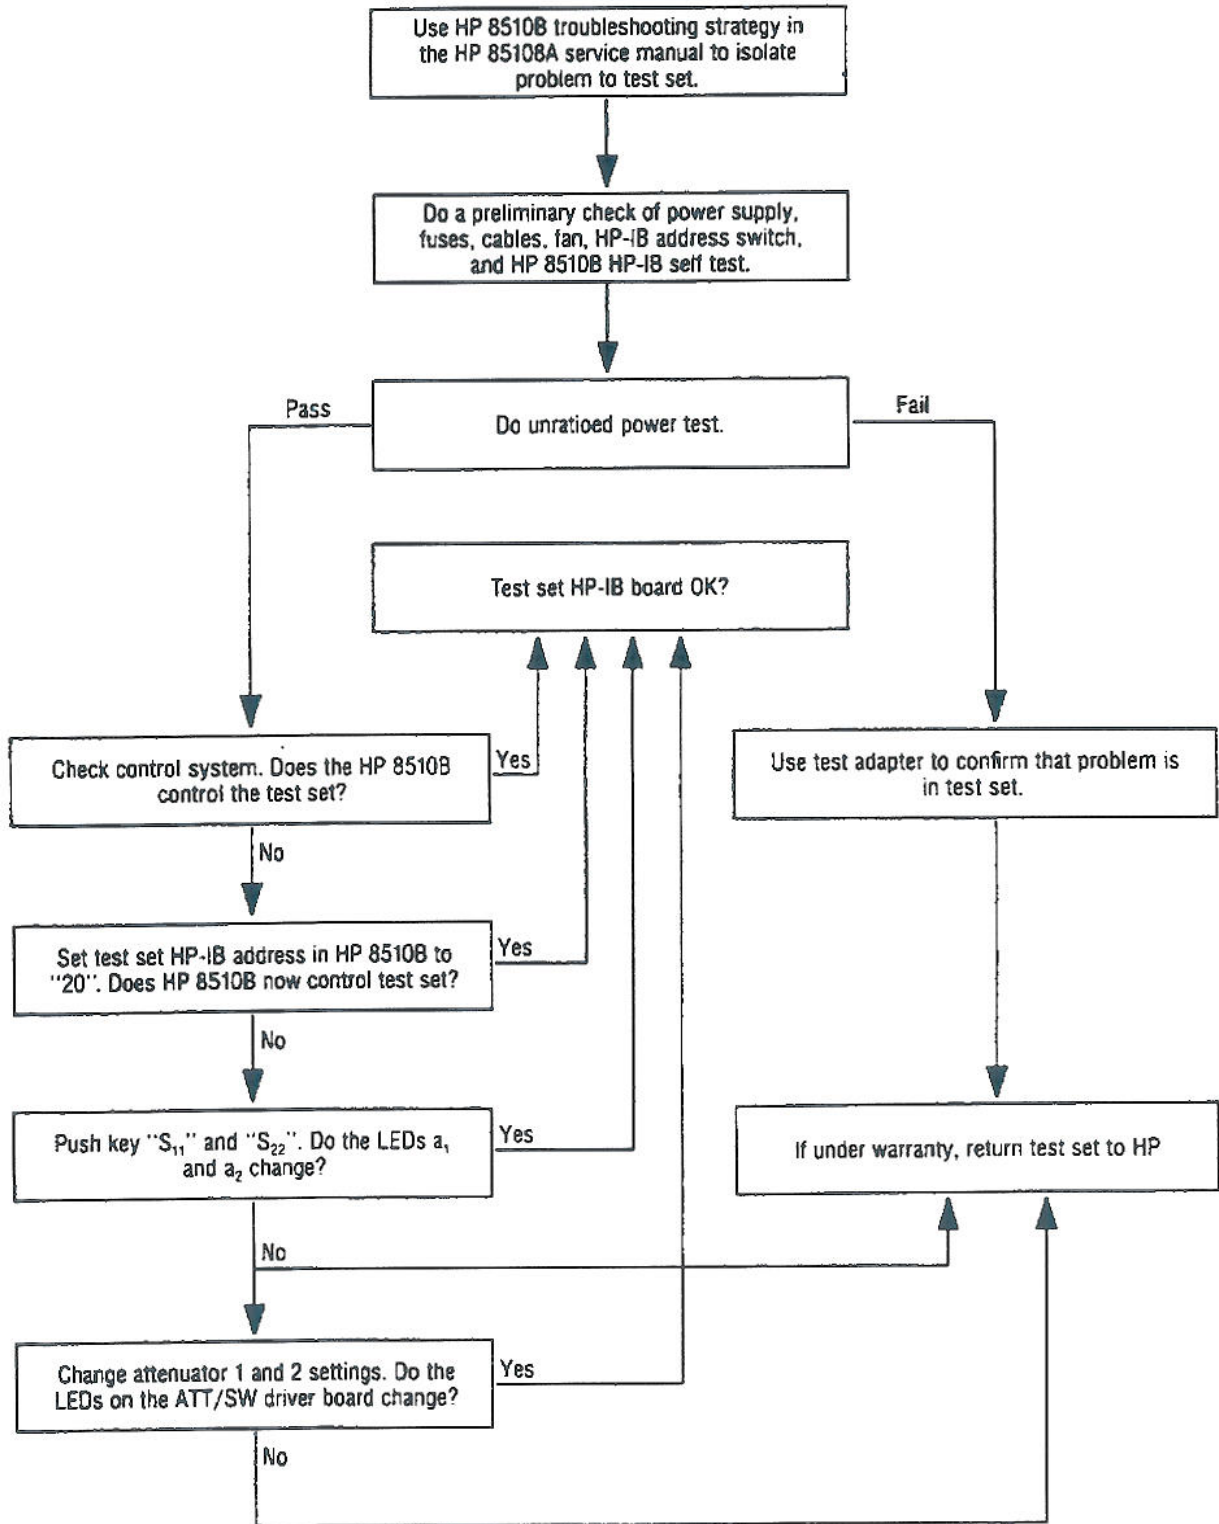 Use HP 8510B troubleshooting strategy in
the HP 85108A service manual to isolate
problem to test set.
Do a preliminary check of power supply,
fuses, cables, fan, HP-IB address switch,
and HP 8510B HP-IB self test.
Pass
Do unratioed power test.
Fail
Test set HP-IB board OK?
Check control system. Does the HP 8510B
control the test set?
Yes
Use test adapter to confirm that problem is
in test set.
No
Set test set HP-IB address in HP 8510B to
"20". Does HP 8510B now control test set?
Yes
No
Push key "S₁₁" and "S₂₂". Do the LEDs a₁
and a₂ change?
Yes
If under warranty, return test set to HP
No
Change attenuator 1 and 2 settings. Do the
LEDs on the ATT/SW driver board change?
Yes
No